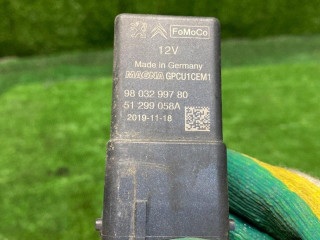 FoMoCo
12V
Made in Germany
MAGNA GPCU1CEM1
98 032 997 80
51 299 058A
2019-11-18